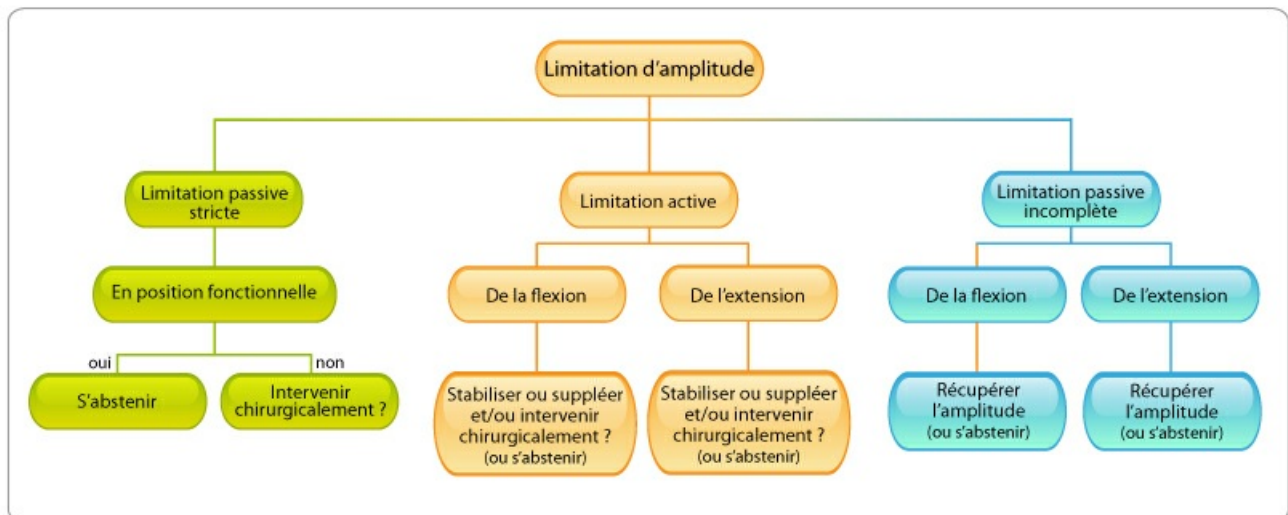 Limitation d'amplitude
Limitation passive
stricte
Limitation active
Limitation passive
incomplète
En position fonctionnelle
De la flexion
De l'extension
De la flexion
De l'extension
oui
non
S'abstenir
Intervenir
chirurgicalement ?
Stabiliser ou suppléer
et/ou intervenir
chirurgicalement ?
(ou s'abstenir)
Stabiliser ou suppléer
et/ou intervenir
chirurgicalement ?
(ou s'abstenir)
Récupérer
l'amplitude
(ou s'abstenir)
Récupérer
l'amplitude
(ou s'abstenir)